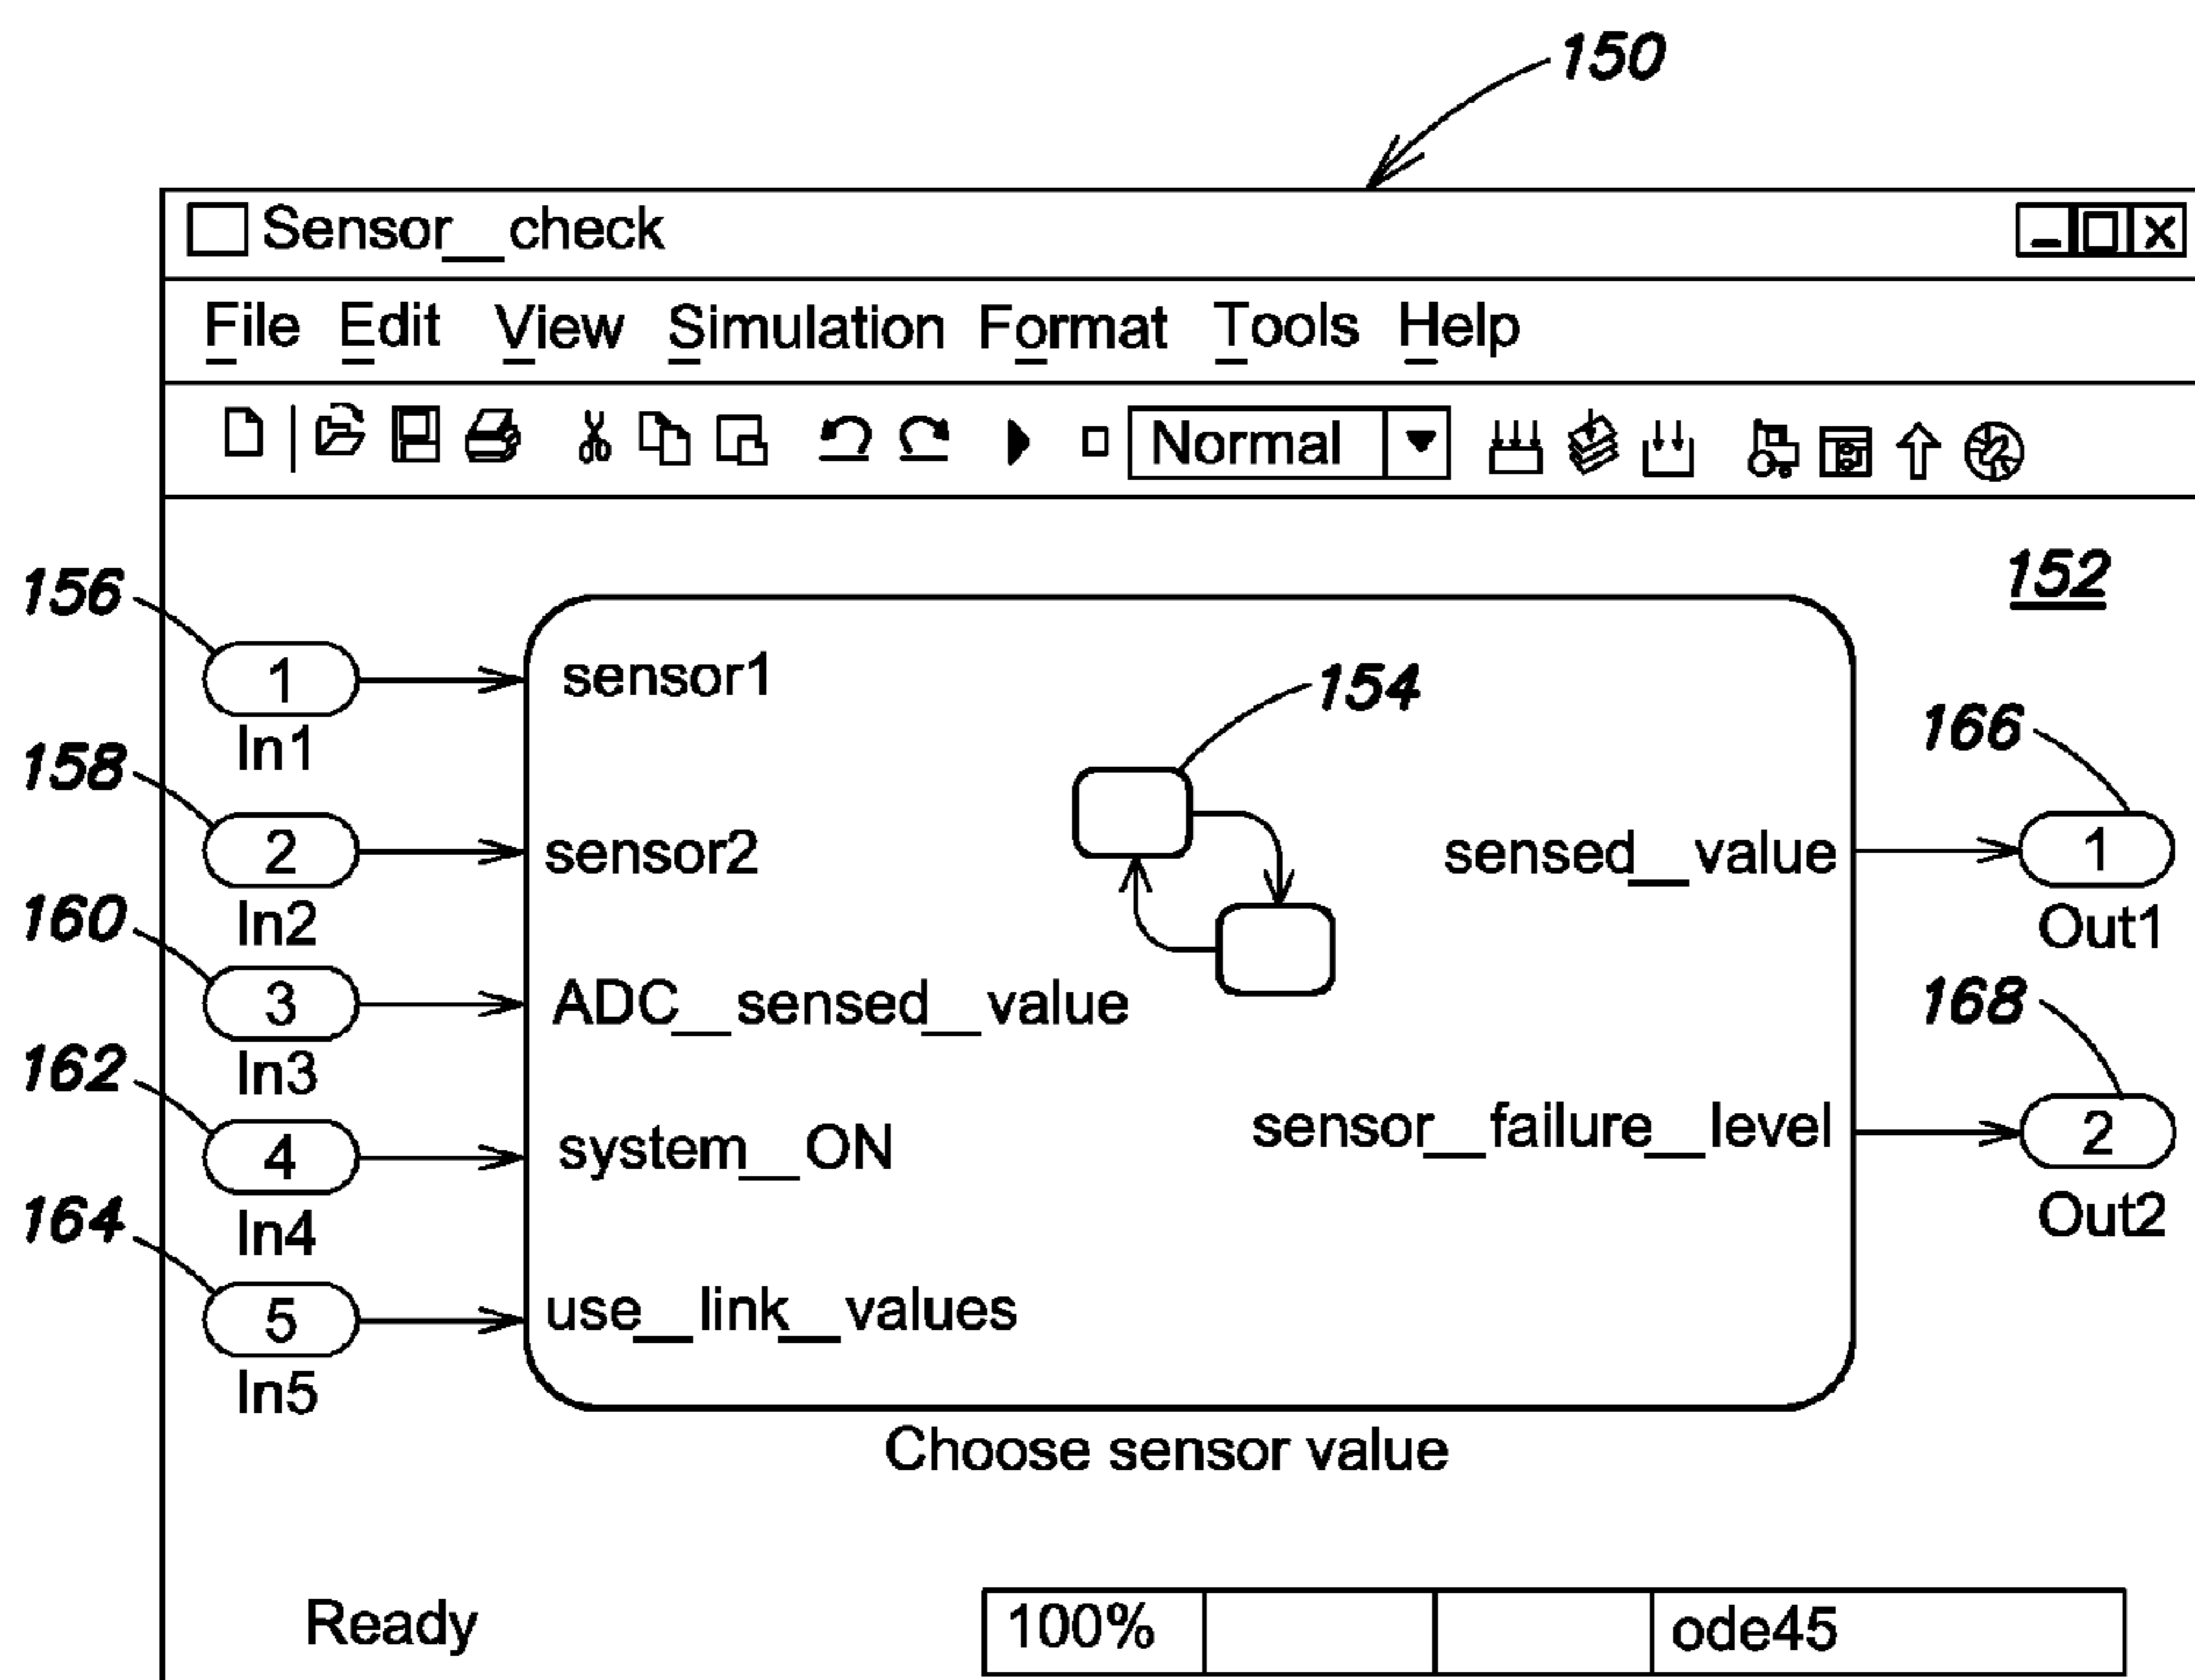 150
Sensor__check
File Edit View Simulation Format Tools Help
Normal
152
156
1
In1
sensor1
154
158
2
In2
sensor2
sensed__value
166
1
Out1
160
3
In3
ADC__sensed__value
168
162
4
In4
system__ON
sensor__failure__level
2
Out2
164
5
In5
use__link__values
Choose sensor value
Ready 100% ode45